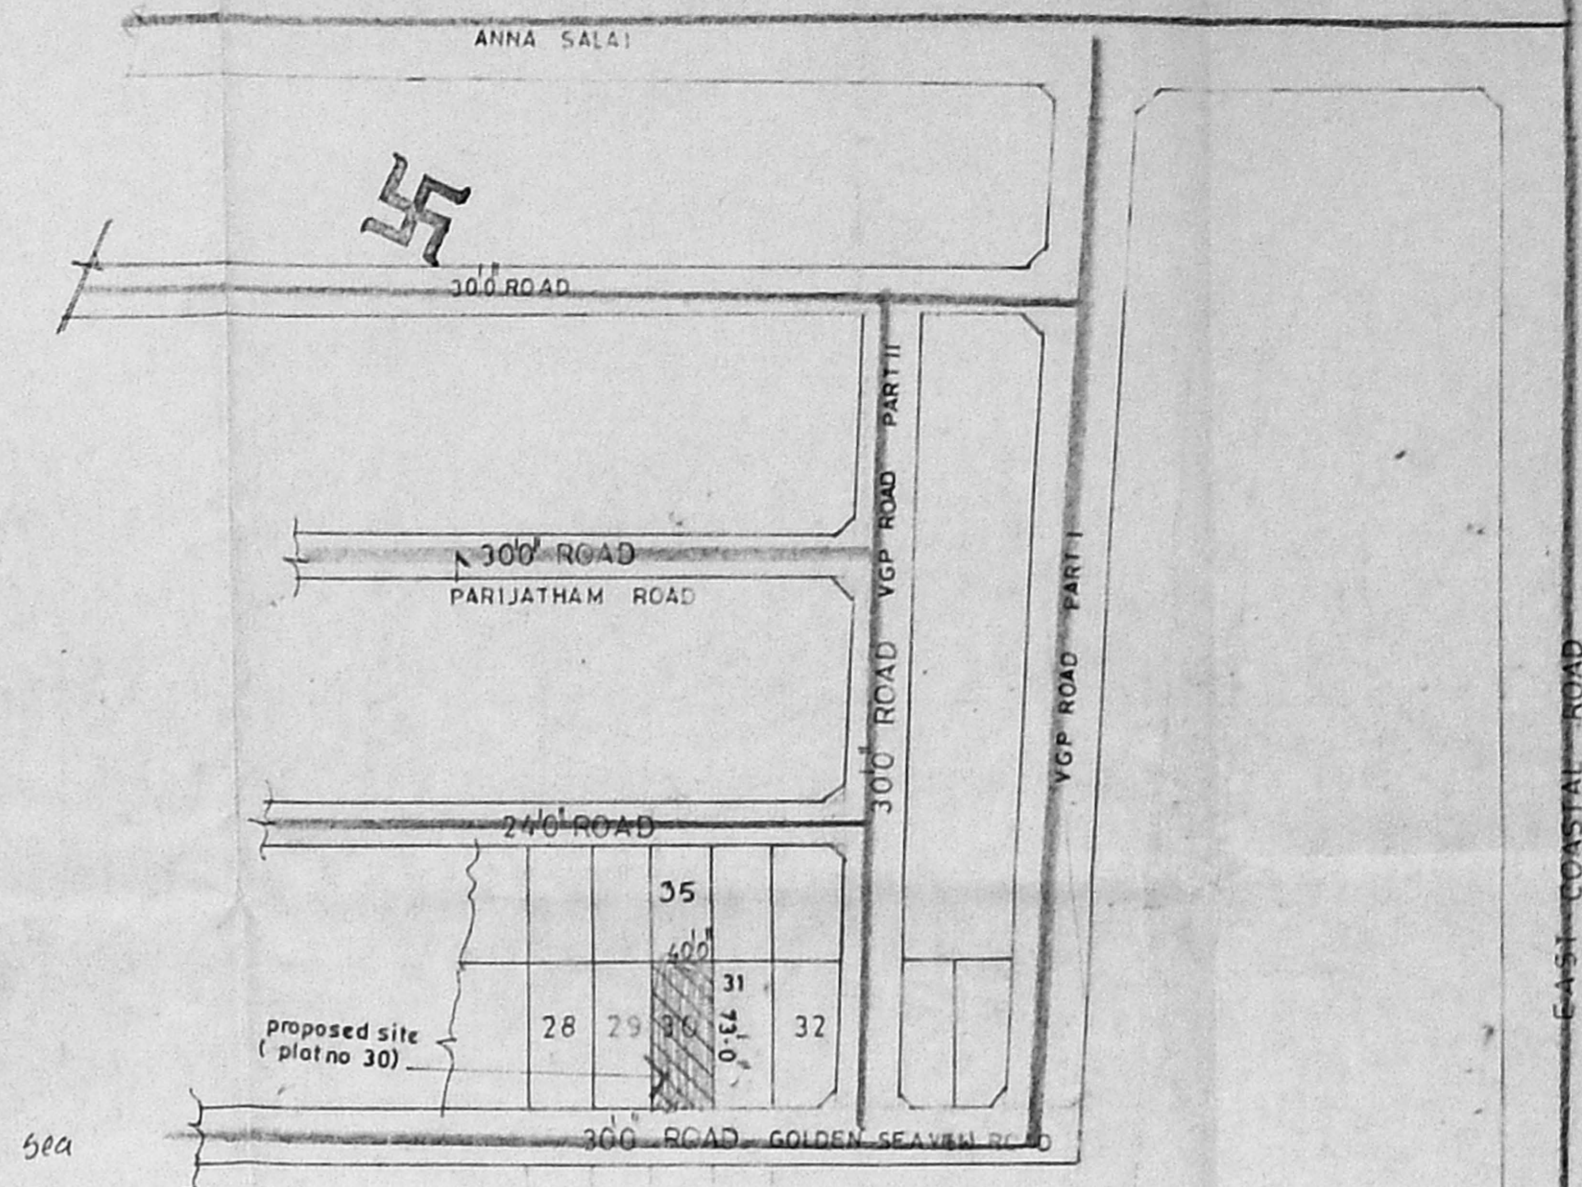 ANNA SALAI
30'0" ROAD
VGP ROAD PART II
30'0" ROAD
PARIJATHAM ROAD
VGP ROAD PART I
30'0" ROAD
EAST COASTAL ROAD
24'0" ROAD
35
40'0"
31
28
29
30
73'-0"
32
proposed site
( plot no 30)
sea
30'0" ROAD GOLDEN SEAVIEW ROAD